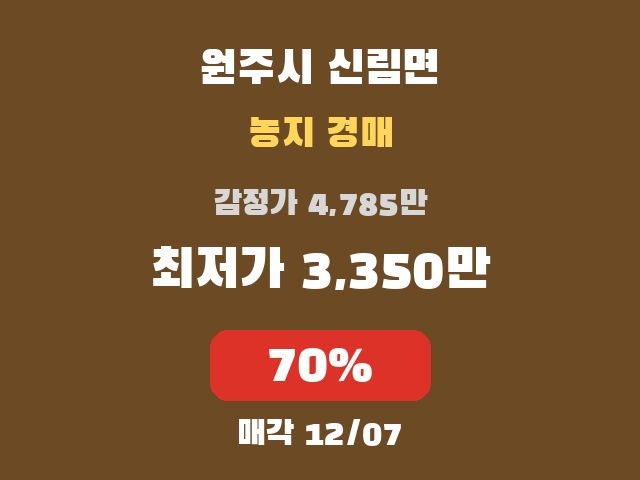 원주시 신림면
농지 경매
감정가 4,785만
최저가 3,350만
70%
매각 12/07